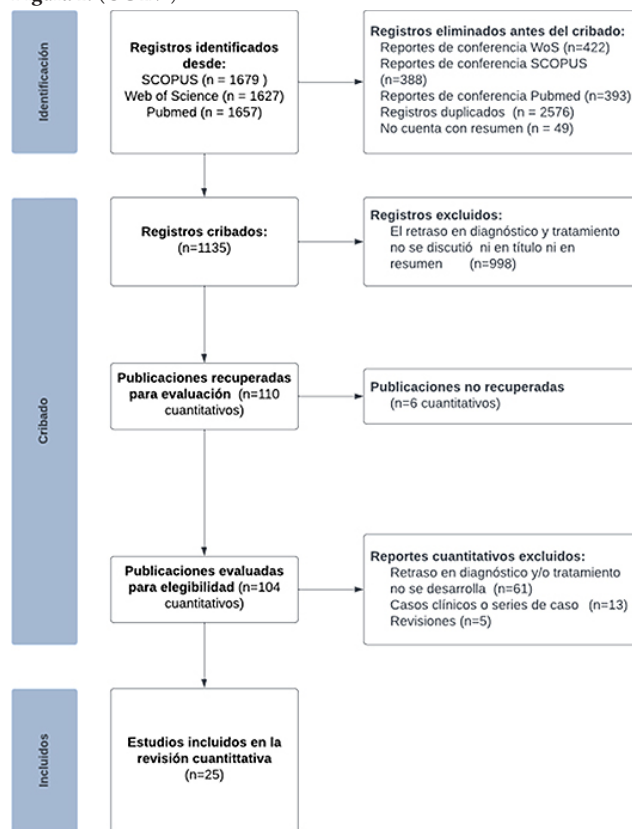 Identificación
Registros identificados
desde:
SCOPUS (n = 1679 )
Web of Science (n = 1627)
Pubmed (n = 1657)
Registros eliminados antes del cribado:
Reportes de conferencia WoS (n=422)
Reportes de conferencia SCOPUS
(n=388)
Reportes de conferencia Pubmed (n=393)
Registros duplicados (n = 2576)
No cuenta con resumen (n = 49)
Cribado
Registros cribados:
(n=1135)
Registros excluidos:
El retraso en diagnóstico y tratamiento
no se discutió ni en título ni en
resumen (n=998)
Publicaciones recuperadas
para evaluación (n=110
cuantitativos)
Publicaciones no recuperadas
(n=6 cuantitativos)
Publicaciones evaluadas
para elegibilidad (n=104
cuantitativos)
Reportes cuantitativos excluidos:
Retraso en diagnóstico y/o tratamiento
no se desarrolla (n=61)
Casos clínicos o series de caso (n=13)
Revisiones (n=5)
Incluidos
Estudios incluidos en la
revisión cuantittativa
(n=25)